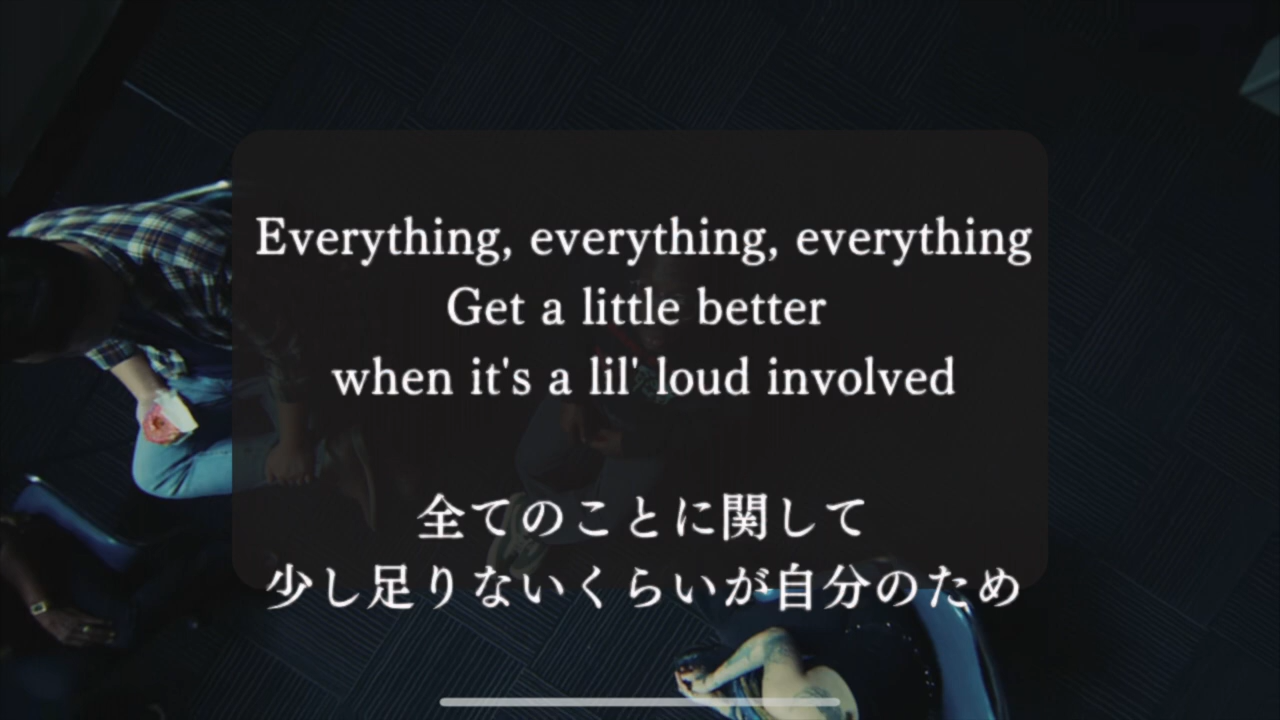 Everything, everything, everything
Get a little better
when it's a lil' loud involved
全てのことに関して
少し足りないくらいが自分のため